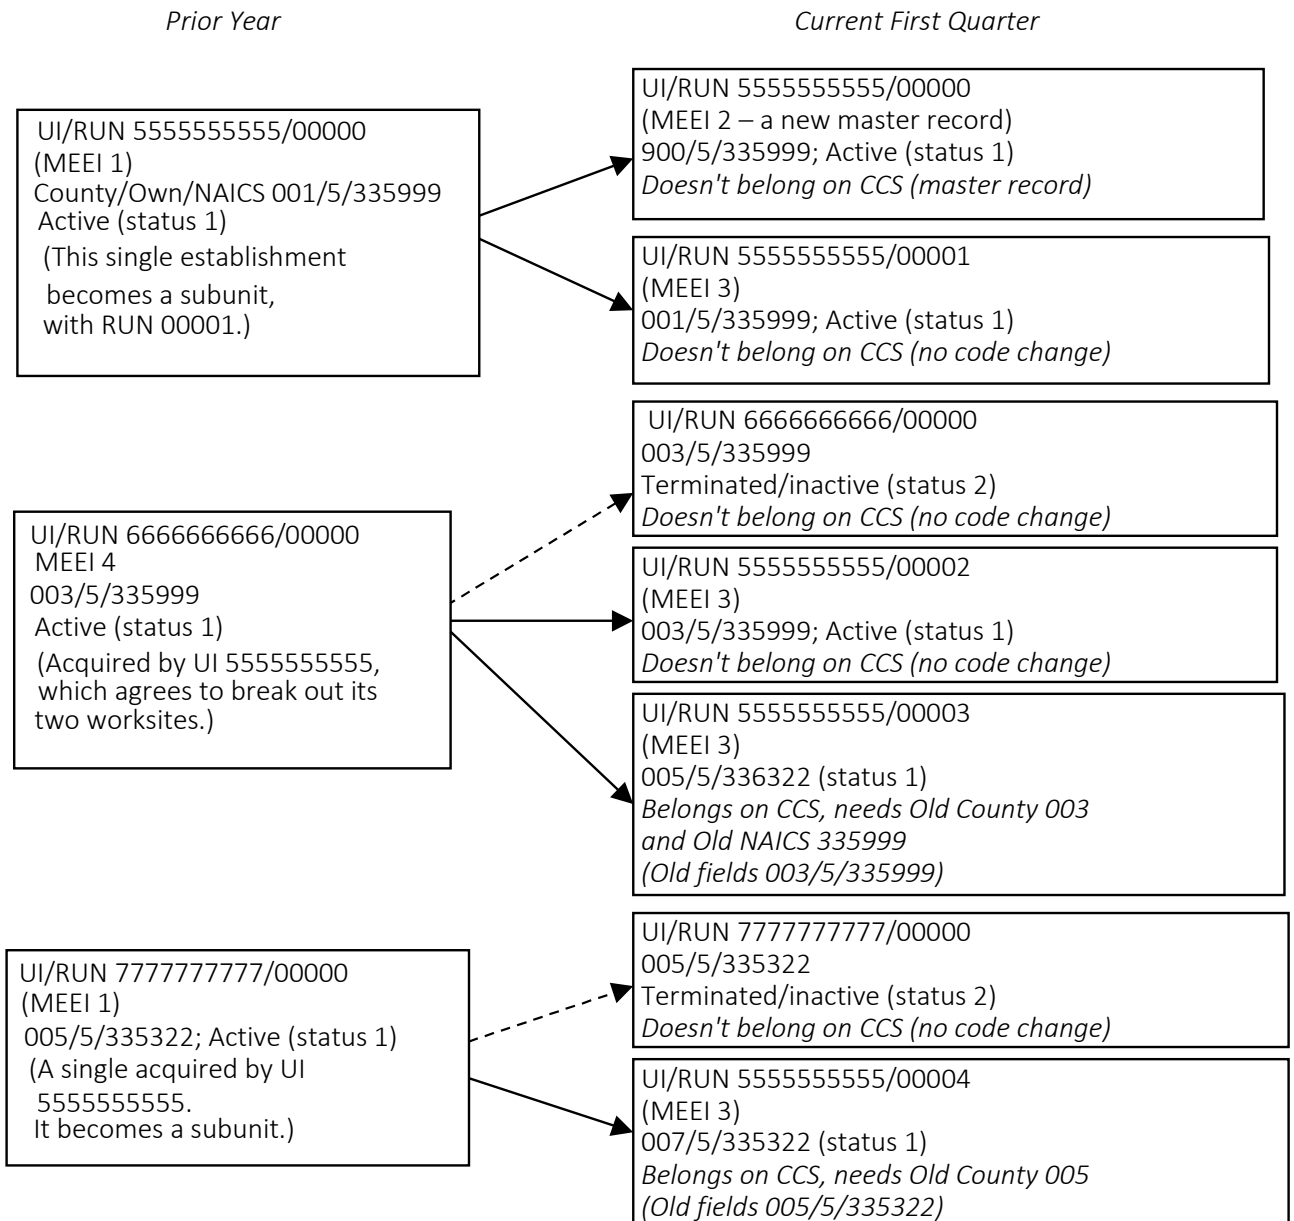 Prior Year
Current First Quarter
UI/RUN 5555555555/00000
(MEEI 1)
County/Own/NAICS 001/5/335999
Active (status 1)
(This single establishment
becomes a subunit,
with RUN 00001.)
UI/RUN 5555555555/00000
(MEEI 2 – a new master record)
900/5/335999; Active (status 1)
Doesn't belong on CCS (master record)
UI/RUN 5555555555/00001
(MEEI 3)
001/5/335999; Active (status 1)
Doesn't belong on CCS (no code change)
UI/RUN 6666666666/00000
MEEI 4
003/5/335999
Active (status 1)
(Acquired by UI 5555555555,
which agrees to break out its
two worksites.)
UI/RUN 6666666666/00000
003/5/335999
Terminated/inactive (status 2)
Doesn't belong on CCS (no code change)
UI/RUN 5555555555/00002
(MEEI 3)
003/5/335999; Active (status 1)
Doesn't belong on CCS (no code change)
UI/RUN 5555555555/00003
(MEEI 3)
005/5/336322 (status 1)
Belongs on CCS, needs Old County 003
and Old NAICS 335999
(Old fields 003/5/335999)
UI/RUN 7777777777/00000
(MEEI 1)
005/5/335322; Active (status 1)
(A single acquired by UI
5555555555.
It becomes a subunit.)
UI/RUN 7777777777/00000
005/5/335322
Terminated/inactive (status 2)
Doesn't belong on CCS (no code change)
UI/RUN 5555555555/00004
(MEEI 3)
007/5/335322 (status 1)
Belongs on CCS, needs Old County 005
(Old fields 005/5/335322)